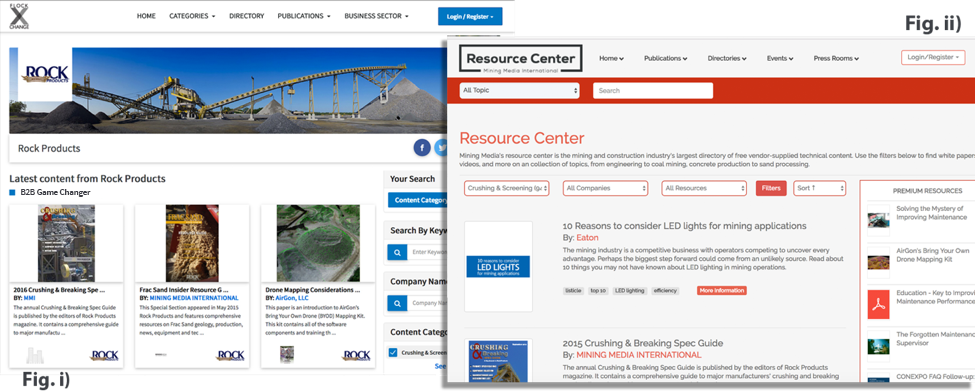 FLOCK
X
CHANGE
HOME
CATEGORIES
DIRECTORY
PUBLICATIONS
BUSINESS SECTOR
Login / Register
ROCK
PRODUCTS
Rock Products
Latest content from Rock Products
B2B Game Changer
2016 Crushing & Breaking Spe ...
BY: MMI
The annual Crushing & Breaking Spec Guide
is published by the editors of Rock Products
magazine. It contains a comprehensive guide
to major manufactu ...
ROCK
Frac Sand Insider Resource G ...
BY: MINING MEDIA INTERNATIONAL
This Special Section appeared in May 2015
Rock Products and features comprehensive
resources on Frac Sand geology, production,
news, equipment and tec ...
ROCK
Drone Mapping Considerations ...
BY: AirGon, LLC
This paper is an introduction to AirGon's
Bring Your Own Drone (BYOD) Mapping Kit.
This kit contains all of the software
components and training th ...
ROCK
Your Search
Content Category
Search By Keyw
Enter Keywor
Company Name
Company Nam
Content Catego
Crushing & Screeni
See
Fig. i)
Fig. ii)
Resource Center
Mining Media International
Home
Publications
Directories
Events
Press Rooms
Login/Register
All Topic
Search
Resource Center
Mining Media's resource center is the mining and construction industry's largest directory of free vendor-supplied technical content. Use the filters below to find white papers
videos, and more on an collection of topics, from engineering to coal mining, concrete production to sand processing.
Crushing & Screening (qu
All Companies
All Resources
Filters
Sort ↑
10 Reasons to consider LED lights for mining applications
By: Eaton
The mining industry is a competitive business with operators competing to uncover every
advantage. Perhaps the biggest step forward could come from an unlikely source. Read about
10 things you may not have known about LED lighting in mining operations.
listicle
top 10
LED lighting
efficiency
More Information
10 reasons to consider
LED LIGHTS
for mining applications
2015 Crushing & Breaking Spec Guide
By: MINING MEDIA INTERNATIONAL
The annual Crushing & Breaking Spec Guide is published by the editors of Rock Products
magazine. It contains a comprehensive guide to major manufacturers' crushing and breaking
CRUSHING
& Breaking
PREMIUM RESOURCES
Solving the Mystery of
Improving Maintenance
AirGon's Bring Your Own
Drone Mapping Kit
Education - Key to Improvi
Maintenance Performance
The Forgotten Maintenance
Supervisor
CONEXPO FAQ Follow-up